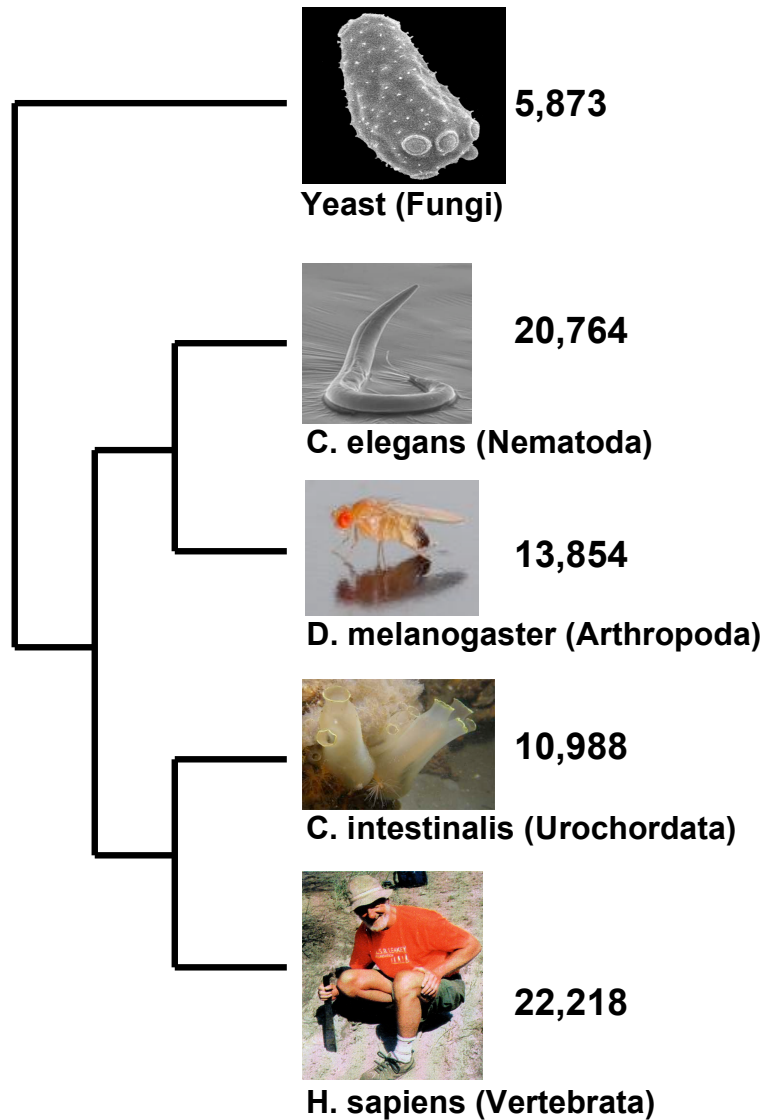 5,873
Yeast (Fungi)
20,764
C. elegans (Nematoda)
13,854
D. melanogaster (Arthropoda)
10,988
C. intestinalis (Urochordata)
22,218
H. sapiens (Vertebrata)